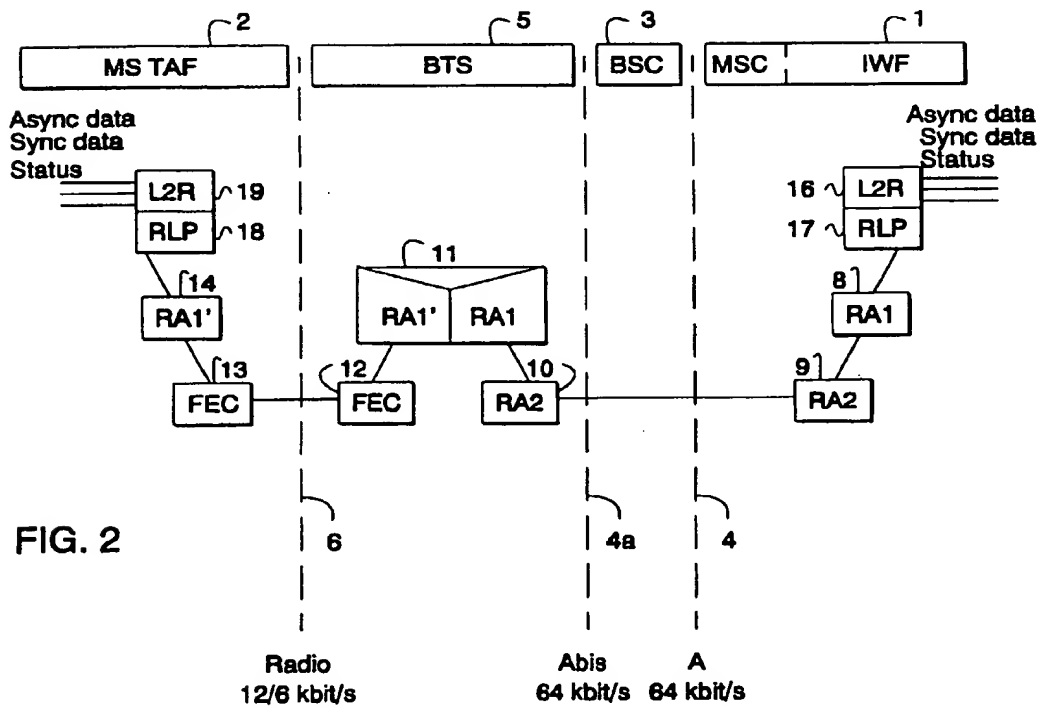 2
5
3
1
MS TAF
BTS
BSC
MSC
IWF
Async data
Sync data
Status
Async data
Sync data
Status
L2R
19
RLP
18
16
L2R
17
RLP
11
14
RA1'
RA1'
RA1
8
RA1
13
FEC
12
FEC
10
RA2
9
RA2
FIG. 2
6
4a
4
Radio
12/6 kbit/s
Abis
64 kbit/s
A
64 kbit/s